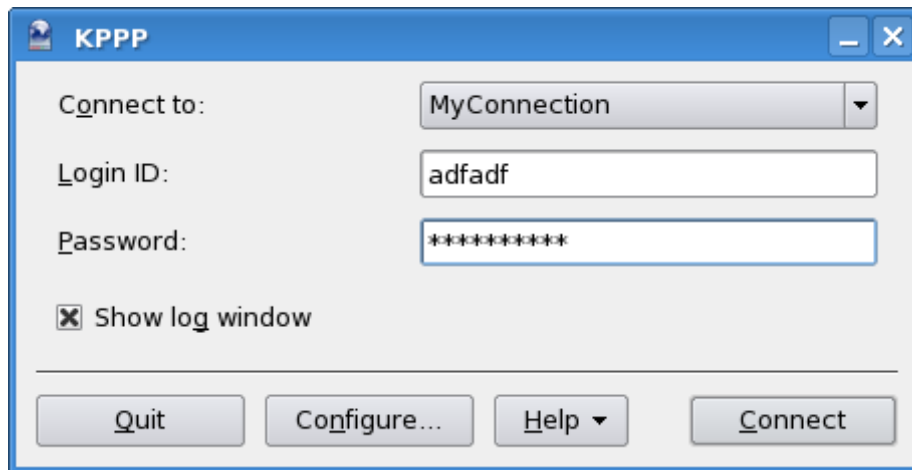 KPPP
Connect to: MyConnection
Login ID: adfadf
Password: **********
Show log window
Quit Configure... Help Connect